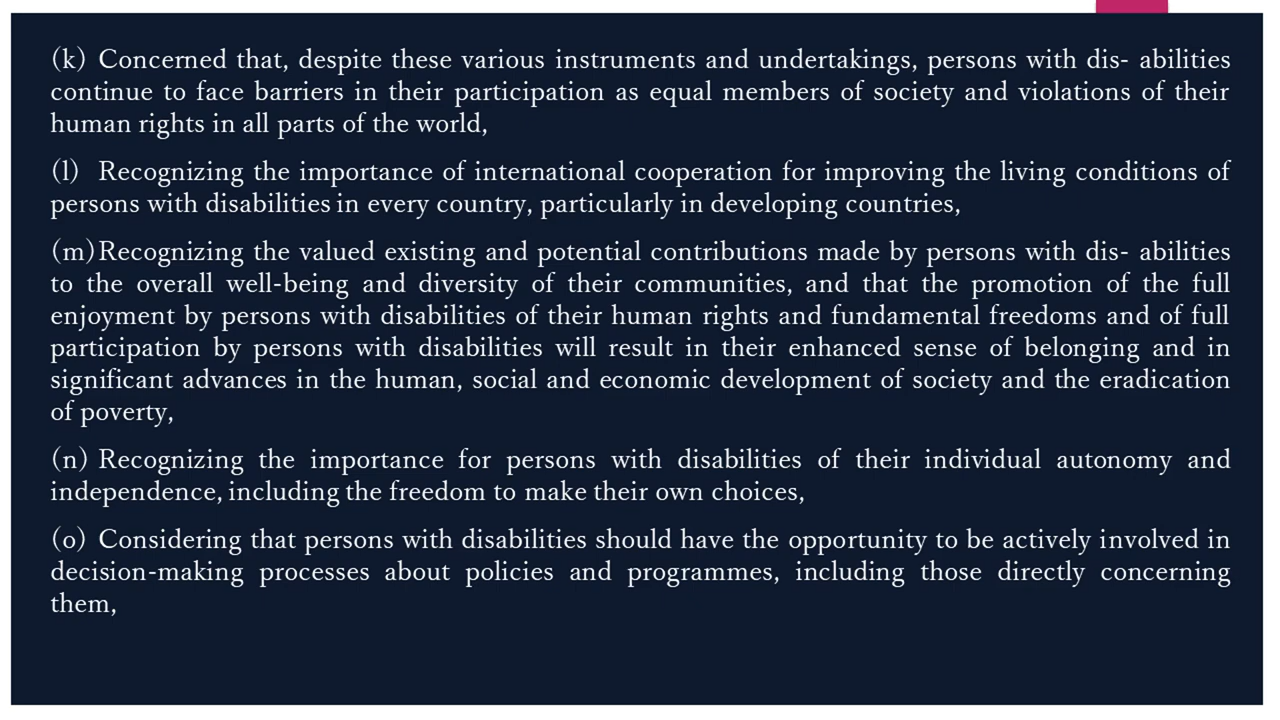 (k) Concerned that, despite these various instruments and undertakings, persons with dis- abilities
continue to face barriers in their participation as equal members of society and violations of their
human rights in all parts of the world,
(l) Recognizing the importance of international cooperation for improving the living conditions of
persons with disabilities in every country, particularly in developing countries,
(m) Recognizing the valued existing and potential contributions made by persons with dis- abilities
to the overall well-being and diversity of their communities, and that the promotion of the full
enjoyment by persons with disabilities of their human rights and fundamental freedoms and of full
participation by persons with disabilities will result in their enhanced sense of belonging and in
significant advances in the human, social and economic development of society and the eradication
of poverty,
(n) Recognizing the importance for persons with disabilities of their individual autonomy and
independence, including the freedom to make their own choices,
(o) Considering that persons with disabilities should have the opportunity to be actively involved in
decision-making processes about policies and programmes, including those directly concerning
them,